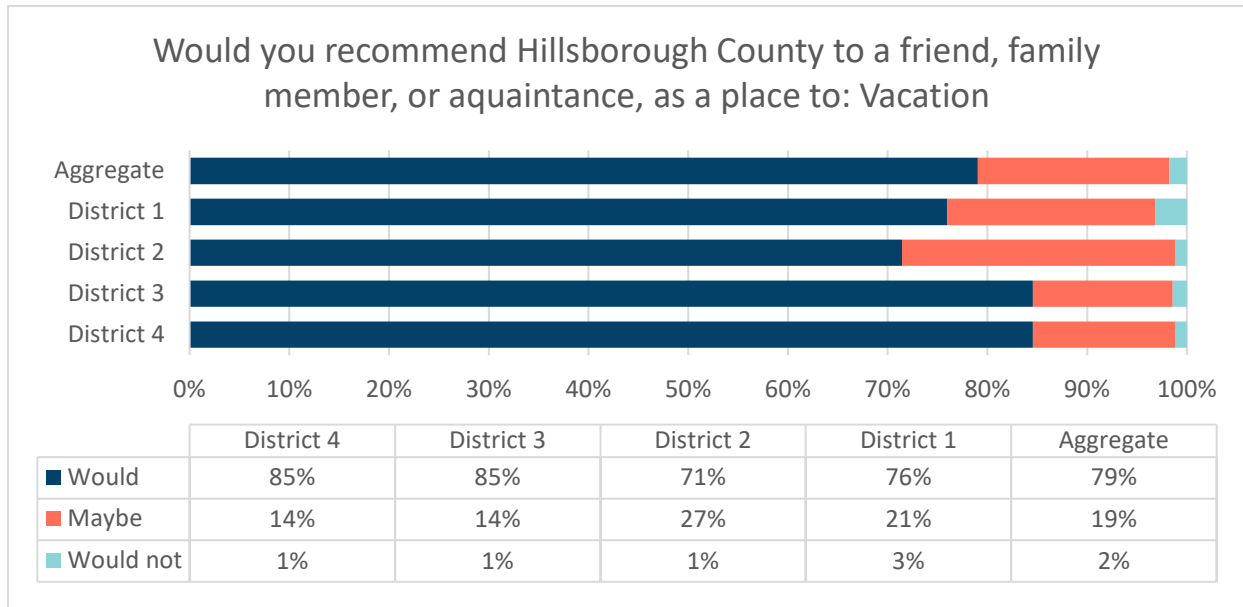 Would you recommend Hillsborough County to a friend, family
member, or aquaintance, as a place to: Vacation
Aggregate
District 1
District 2
District 3
District 4
0% 10% 20% 30% 40% 50% 60% 70% 80% 90% 100%
District 4 District 3 District 2 District 1 Aggregate
Would 85% 85% 71% 76% 79%
Maybe 14% 14% 27% 21% 19%
Would not 1% 1% 1% 3% 2%